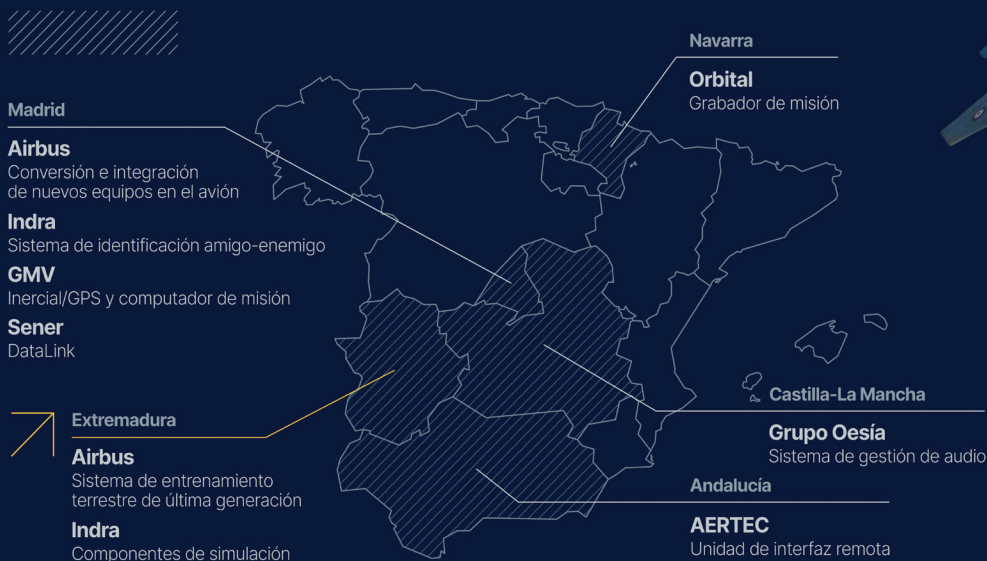 Navarra
Orbital
Grabador de misión
Madrid
Airbus
Conversión e integración
de nuevos equipos en el avión
Indra
Sistema de identificación amigo-enemigo
GMV
Inercial/GPS y computador de misión
Sener
DataLink
Extremadura
Airbus
Sistema de entrenamiento
terrestre de última generación
Indra
Componentes de simulación
Castilla-La Mancha
Grupo Oesía
Sistema de gestión de audio
Andalucía
AERTEC
Unidad de interfaz remota